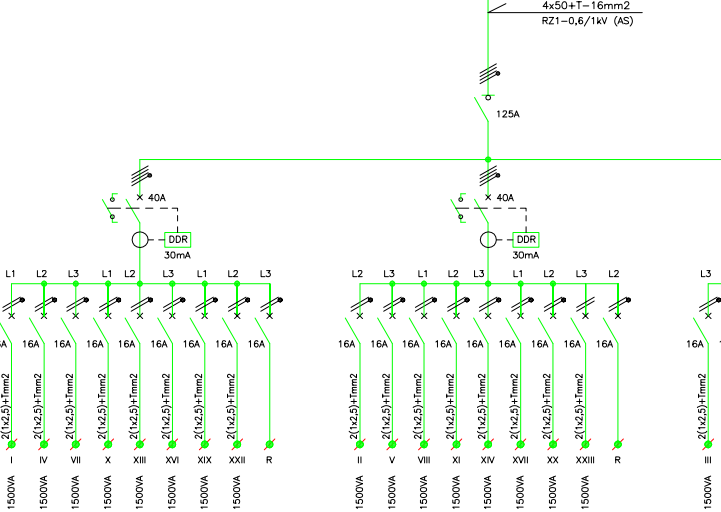 4x50+T-16mm2
RZ1-0,6/1kV (AS)
125A
40A
40A
DDR
DDR
30mA
30mA
L1 L2 L3 L1 L2 L3 L1 L2 L3
L2 L3 L1 L2 L3 L1 L2 L3 L2
L3
16A 16A 16A 16A 16A 16A 16A 16A
16A 16A 16A 16A 16A 16A 16A 16A 16A
16A
2(1x2,5)+Tmm2 2(1x2,5)+Tmm2 2(1x2,5)+Tmm2 2(1x2,5)+Tmm2 2(1x2,5)+Tmm2 2(1x2,5)+Tmm2 2(1x2,5)+Tmm2 2(1x2,5)+Tmm2
2(1x2,5)+Tmm2 2(1x2,5)+Tmm2 2(1x2,5)+Tmm2 2(1x2,5)+Tmm2 2(1x2,5)+Tmm2 2(1x2,5)+Tmm2 2(1x2,5)+Tmm2 2(1x2,5)+Tmm2
2(1x2,5)+Tmm2
I IV VII X XIII XVI XIX XXII R
II V VIII XI XIV XVII XX XXIII R
III
1500VA 1500VA 1500VA 1500VA 1500VA 1500VA 1500VA 1500VA
1500VA 1500VA 1500VA 1500VA 1500VA 1500VA 1500VA 1500VA
1500VA